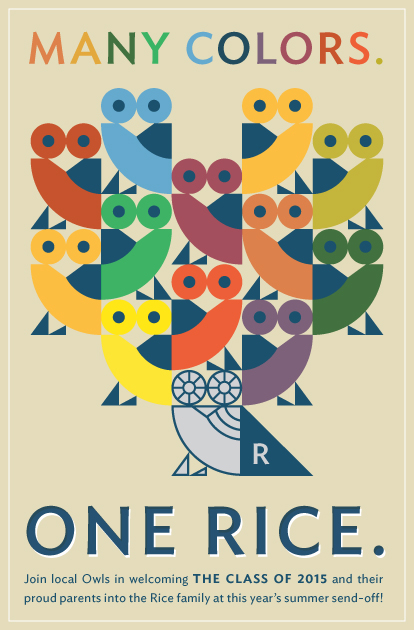 MANY COLORS.
R
ONE RICE.
Join local Owls in welcoming THE CLASS OF 2015 and their
proud parents into the Rice family at this year's summer send-off!